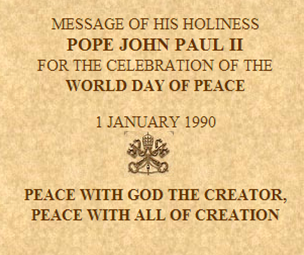 MESSAGE OF HIS HOLINESS
POPE JOHN PAUL II
FOR THE CELEBRATION OF THE
WORLD DAY OF PEACE
1 JANUARY 1990
PEACE WITH GOD THE CREATOR,
PEACE WITH ALL OF CREATION